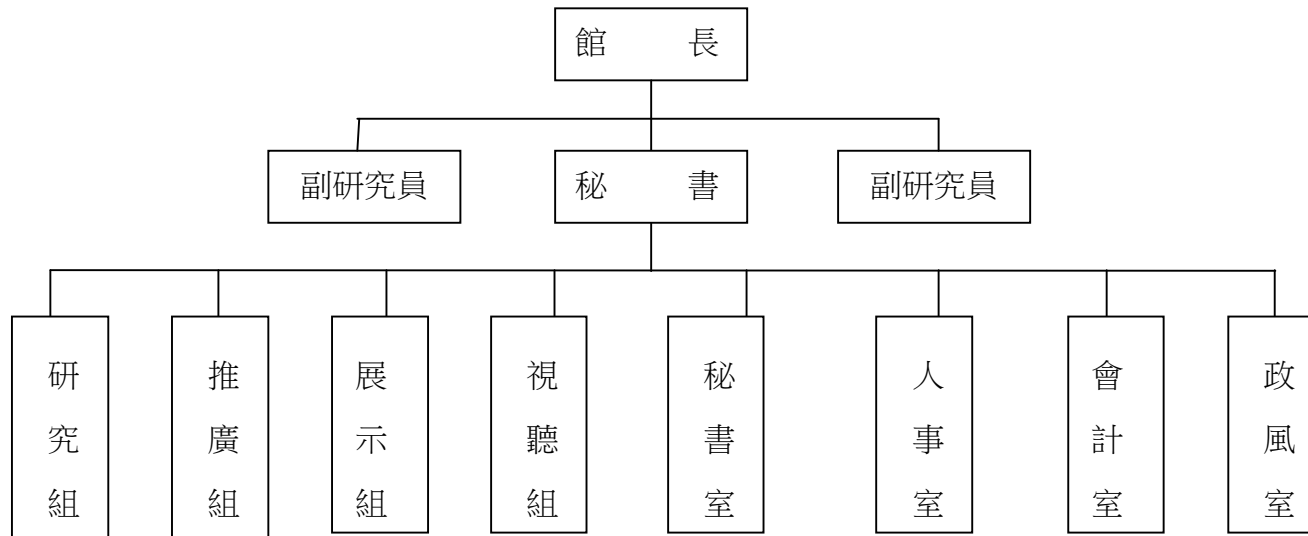 館長
副研究員
秘書
副研究員
研究組
推廣組
展示組
視聽組
秘書室
人事室
會計室
政風室